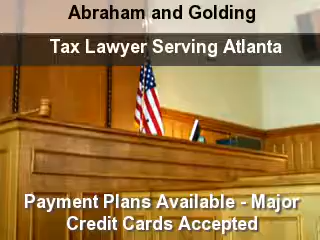 Abraham and Golding
Tax Lawyer Serving Atlanta
Payment Plans Available - Major
Credit Cards Accepted